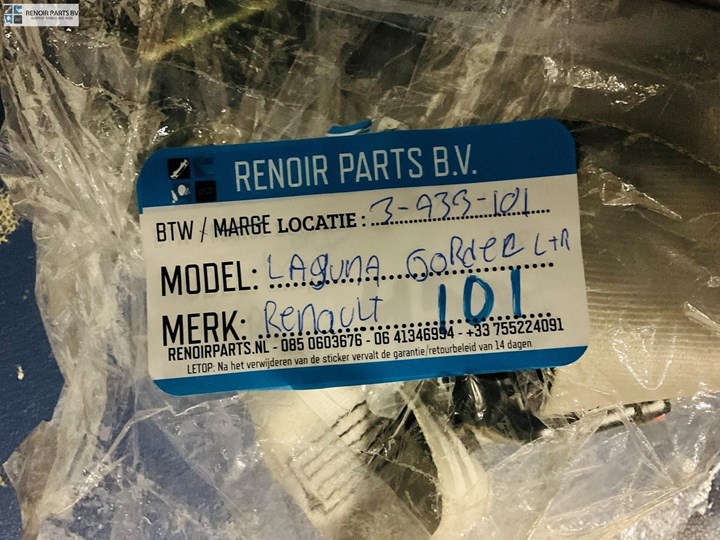 RENOIR PARTS BV.
RENOIR PARTS B.V.
BTW / MARGE LOCATIE : 3-933-101
MODEL: LAgunA GORdel L+R
MERK: Renault 101
RENOIRPARTS.NL - 085 0603676 - 06 41346994 - +33 755224091
LETOP: Na het verwijderen van de sticker vervalt de garantie/retourbeleid van 14 dagen